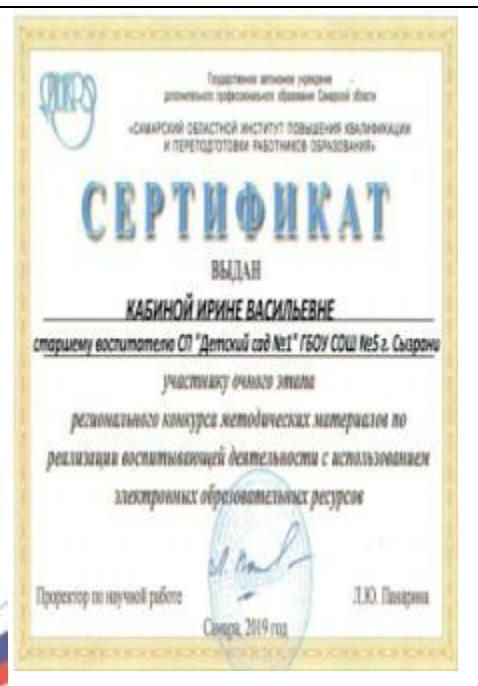 Государственное автономное учреждение
дополнительного профессионального образования Самарской области
«САМАРСКИЙ ОБЛАСТНОЙ ИНСТИТУТ ПОВЫШЕНИЯ КВАЛИФИКАЦИИ
И ПЕРЕПОДГОТОВКИ РАБОТНИКОВ ОБРАЗОВАНИЯ»
СЕРТИФИКАТ
ВЫДАН
КАБИНОЙ ИРИНЕ ВАСИЛЬЕВНЕ
старшему воспитателю СП "Детский сад №1" ГБОУ СОШ №5 г. Сызрани
участнику очного этапа
регионального конкурса методических материалов по
реализации воспитывающей деятельности с использованием
электронных образовательных ресурсов
Проректор по научной работе
Л.Ю. Панарина
Самара, 2019 год